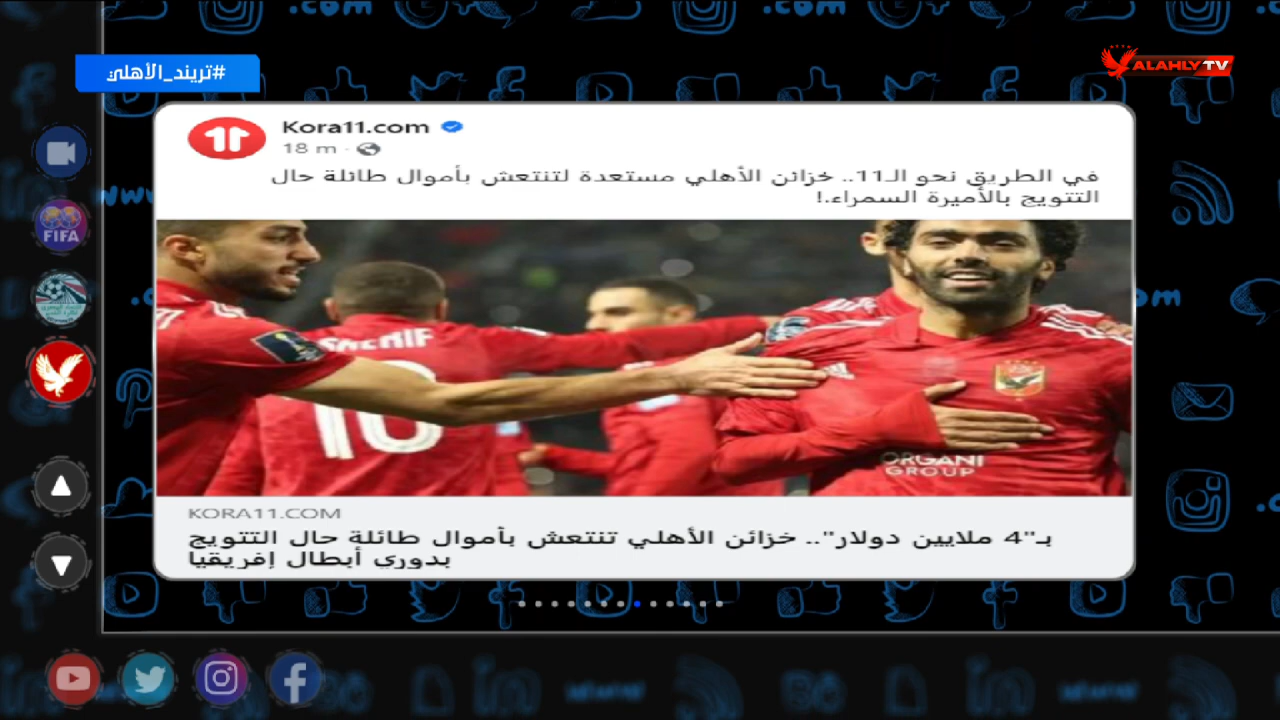 #تريند_الأهلي
ALAHLY TV
Kora11.com
18 m ·
في الطريق نحو الـ11.. خزائن الأهلي مستعدة لتنتعش بأموال طائلة حال
التتويج بالأميرة السمراء.!
FIFA
SHERIF
10
ORGANI
GROUP
KORA11.COM
بـ"4 ملايين دولار".. خزائن الأهلي تنتعش بأموال طائلة حال التتويج
بدوري أبطال إفريقيا